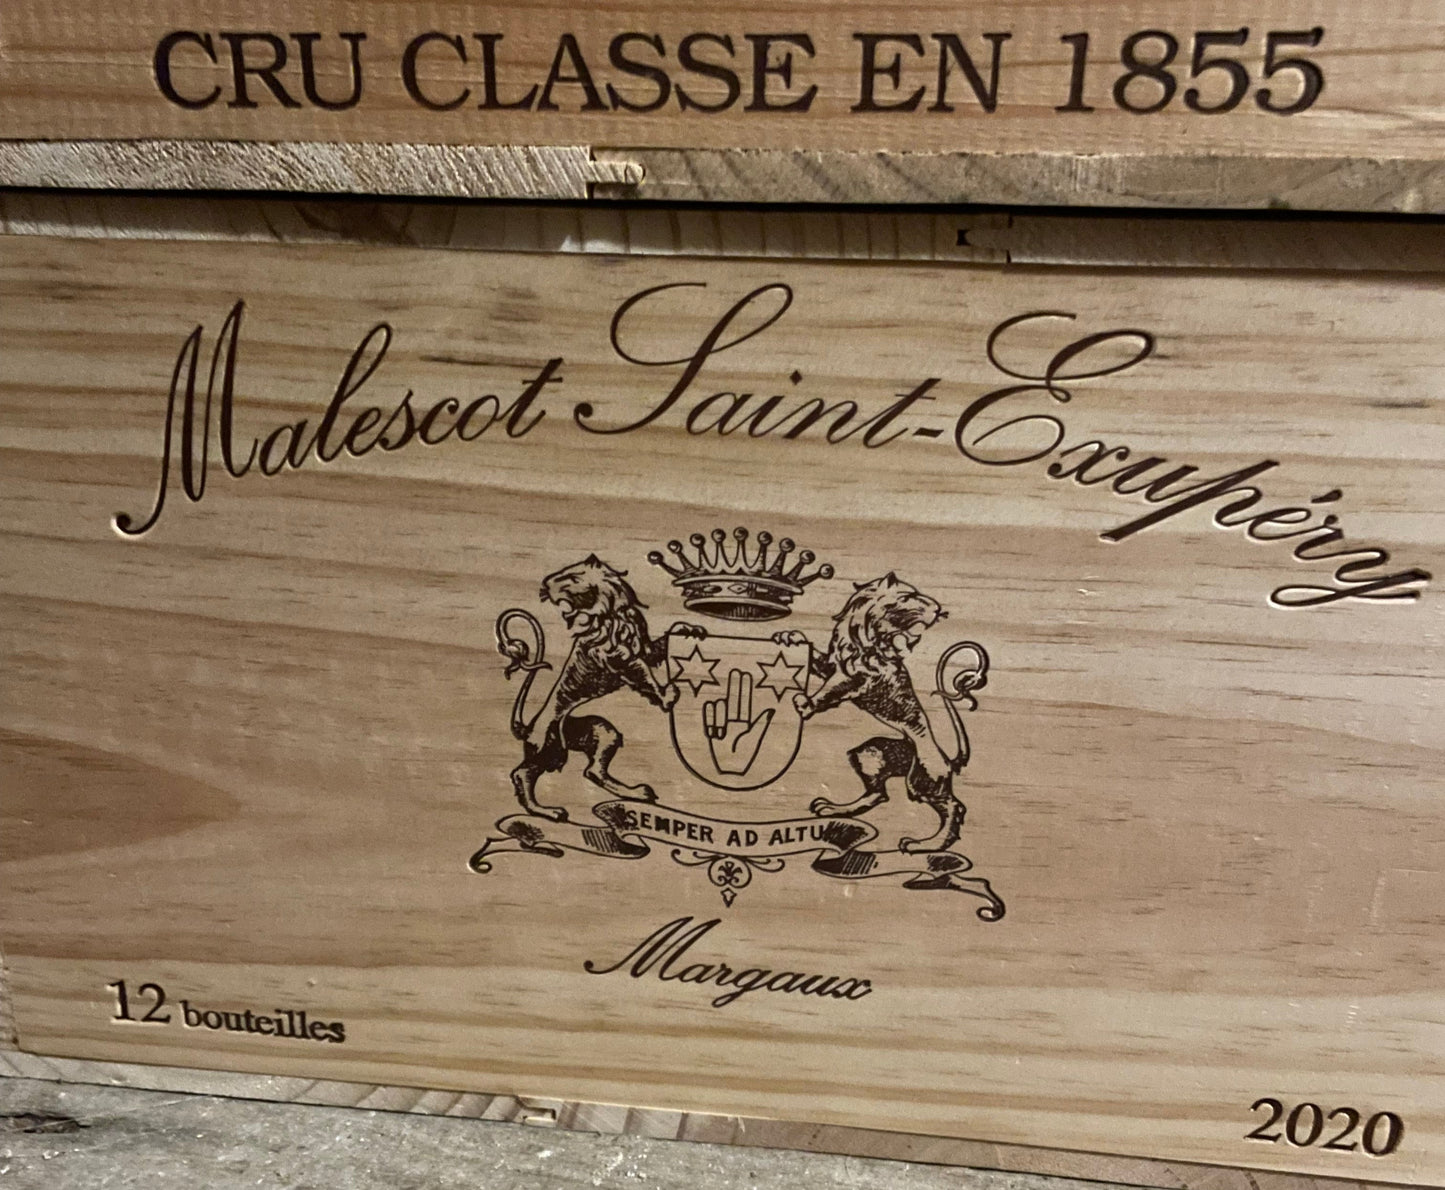 CRU CLASSE EN 1855
Malescot Saint-Exupéry
SEMPER AD ALTU
Margaux
12 bouteilles
2020